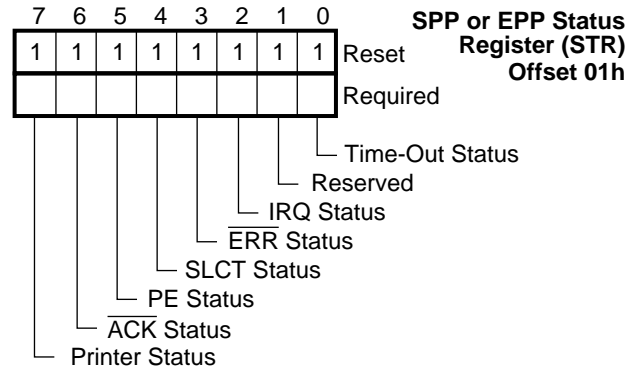 7 6 5 4 3 2 1 0
SPP or EPP Status
Register (STR)
Offset 01h
1 1 1 1 1 1 1 1 Reset
Required
Time-Out Status
Reserved
IRQ Status
E̅R̅R̅ Status
SLCT Status
PE Status
A̅C̅K̅ Status
Printer Status